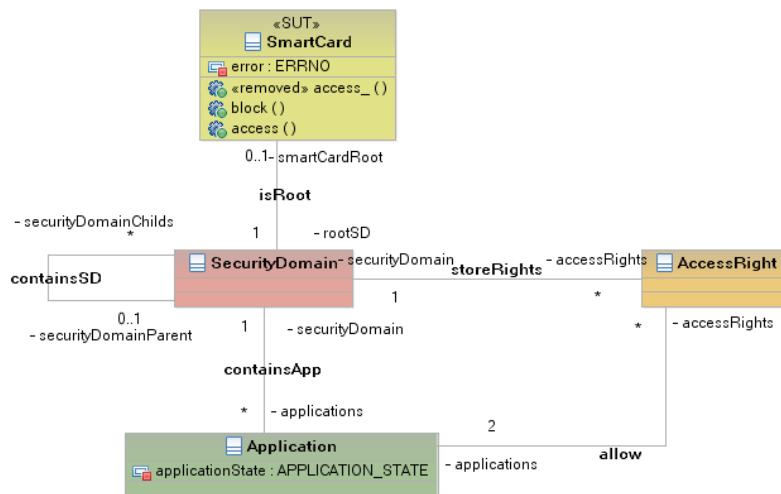 «SUT»
SmartCard
error : ERRNO
«removed» access_ ( )
block ( )
access ( )
0..1
- smartCardRoot
isRoot
- securityDomainChilds
*
1
- rootSD
SecurityDomain
- securityDomain
storeRights
- accessRights
AccessRight
containsSD
1
*
0..1
- securityDomainParent
1
- securityDomain
*
- accessRights
containsApp
*
- applications
2
Application
applicationState : APPLICATION_STATE
- applications
allow